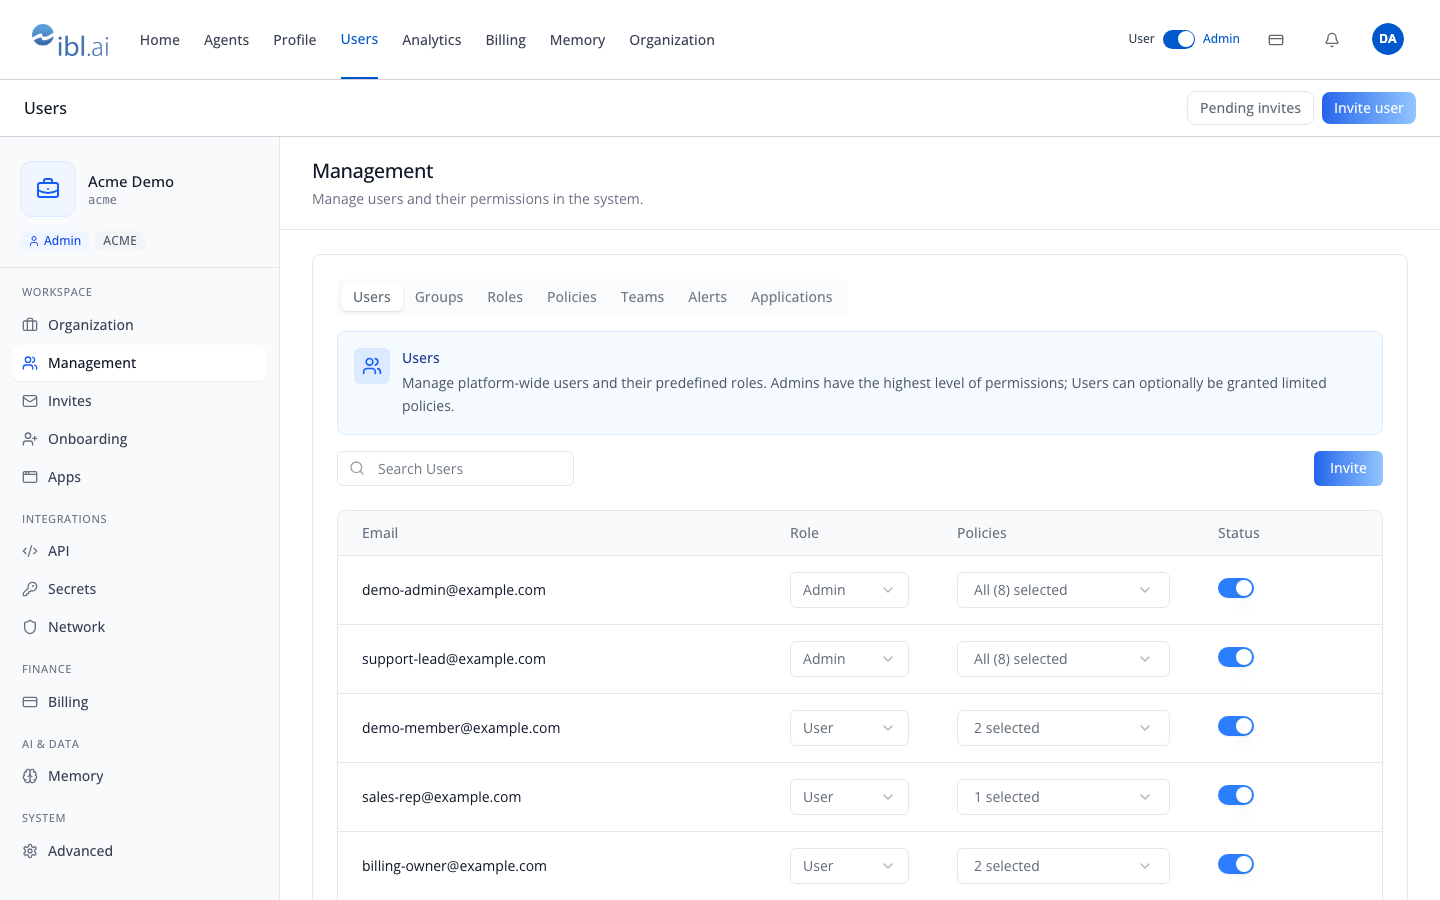 ibl.ai
Home Agents Profile Users Analytics Billing Memory Organization
User Admin DA
Users
Pending invites Invite user
Acme Demo
acme
Admin ACME
WORKSPACE
Organization
Management
Invites
Onboarding
Apps
INTEGRATIONS
API
Secrets
Network
FINANCE
Billing
AI & DATA
Memory
SYSTEM
Advanced
Management
Manage users and their permissions in the system.
Users Groups Roles Policies Teams Alerts Applications
Users
Manage platform-wide users and their predefined roles. Admins have the highest level of permissions; Users can optionally be granted limited
policies.
Search Users Invite
Email Role Policies Status
demo-admin@example.com Admin All (8) selected
support-lead@example.com Admin All (8) selected
demo-member@example.com User 2 selected
sales-rep@example.com User 1 selected
billing-owner@example.com User 2 selected